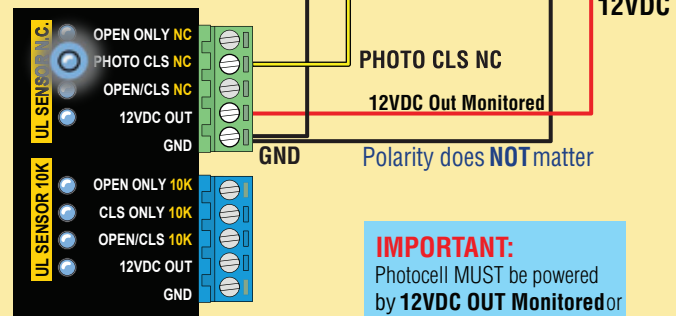 12VDC
UL SENSOR N.C.
OPEN ONLY NC
PHOTO CLS NC
OPEN/CLS NC
12VDC OUT
GND
PHOTO CLS NC
12VDC Out Monitored
GND
Polarity does NOT matter
UL SENSOR 10K
OPEN ONLY 10K
CLS ONLY 10K
OPEN/CLS 10K
12VDC OUT
GND
IMPORTANT:
Photocell MUST be powered
by 12VDC OUT Monitored or